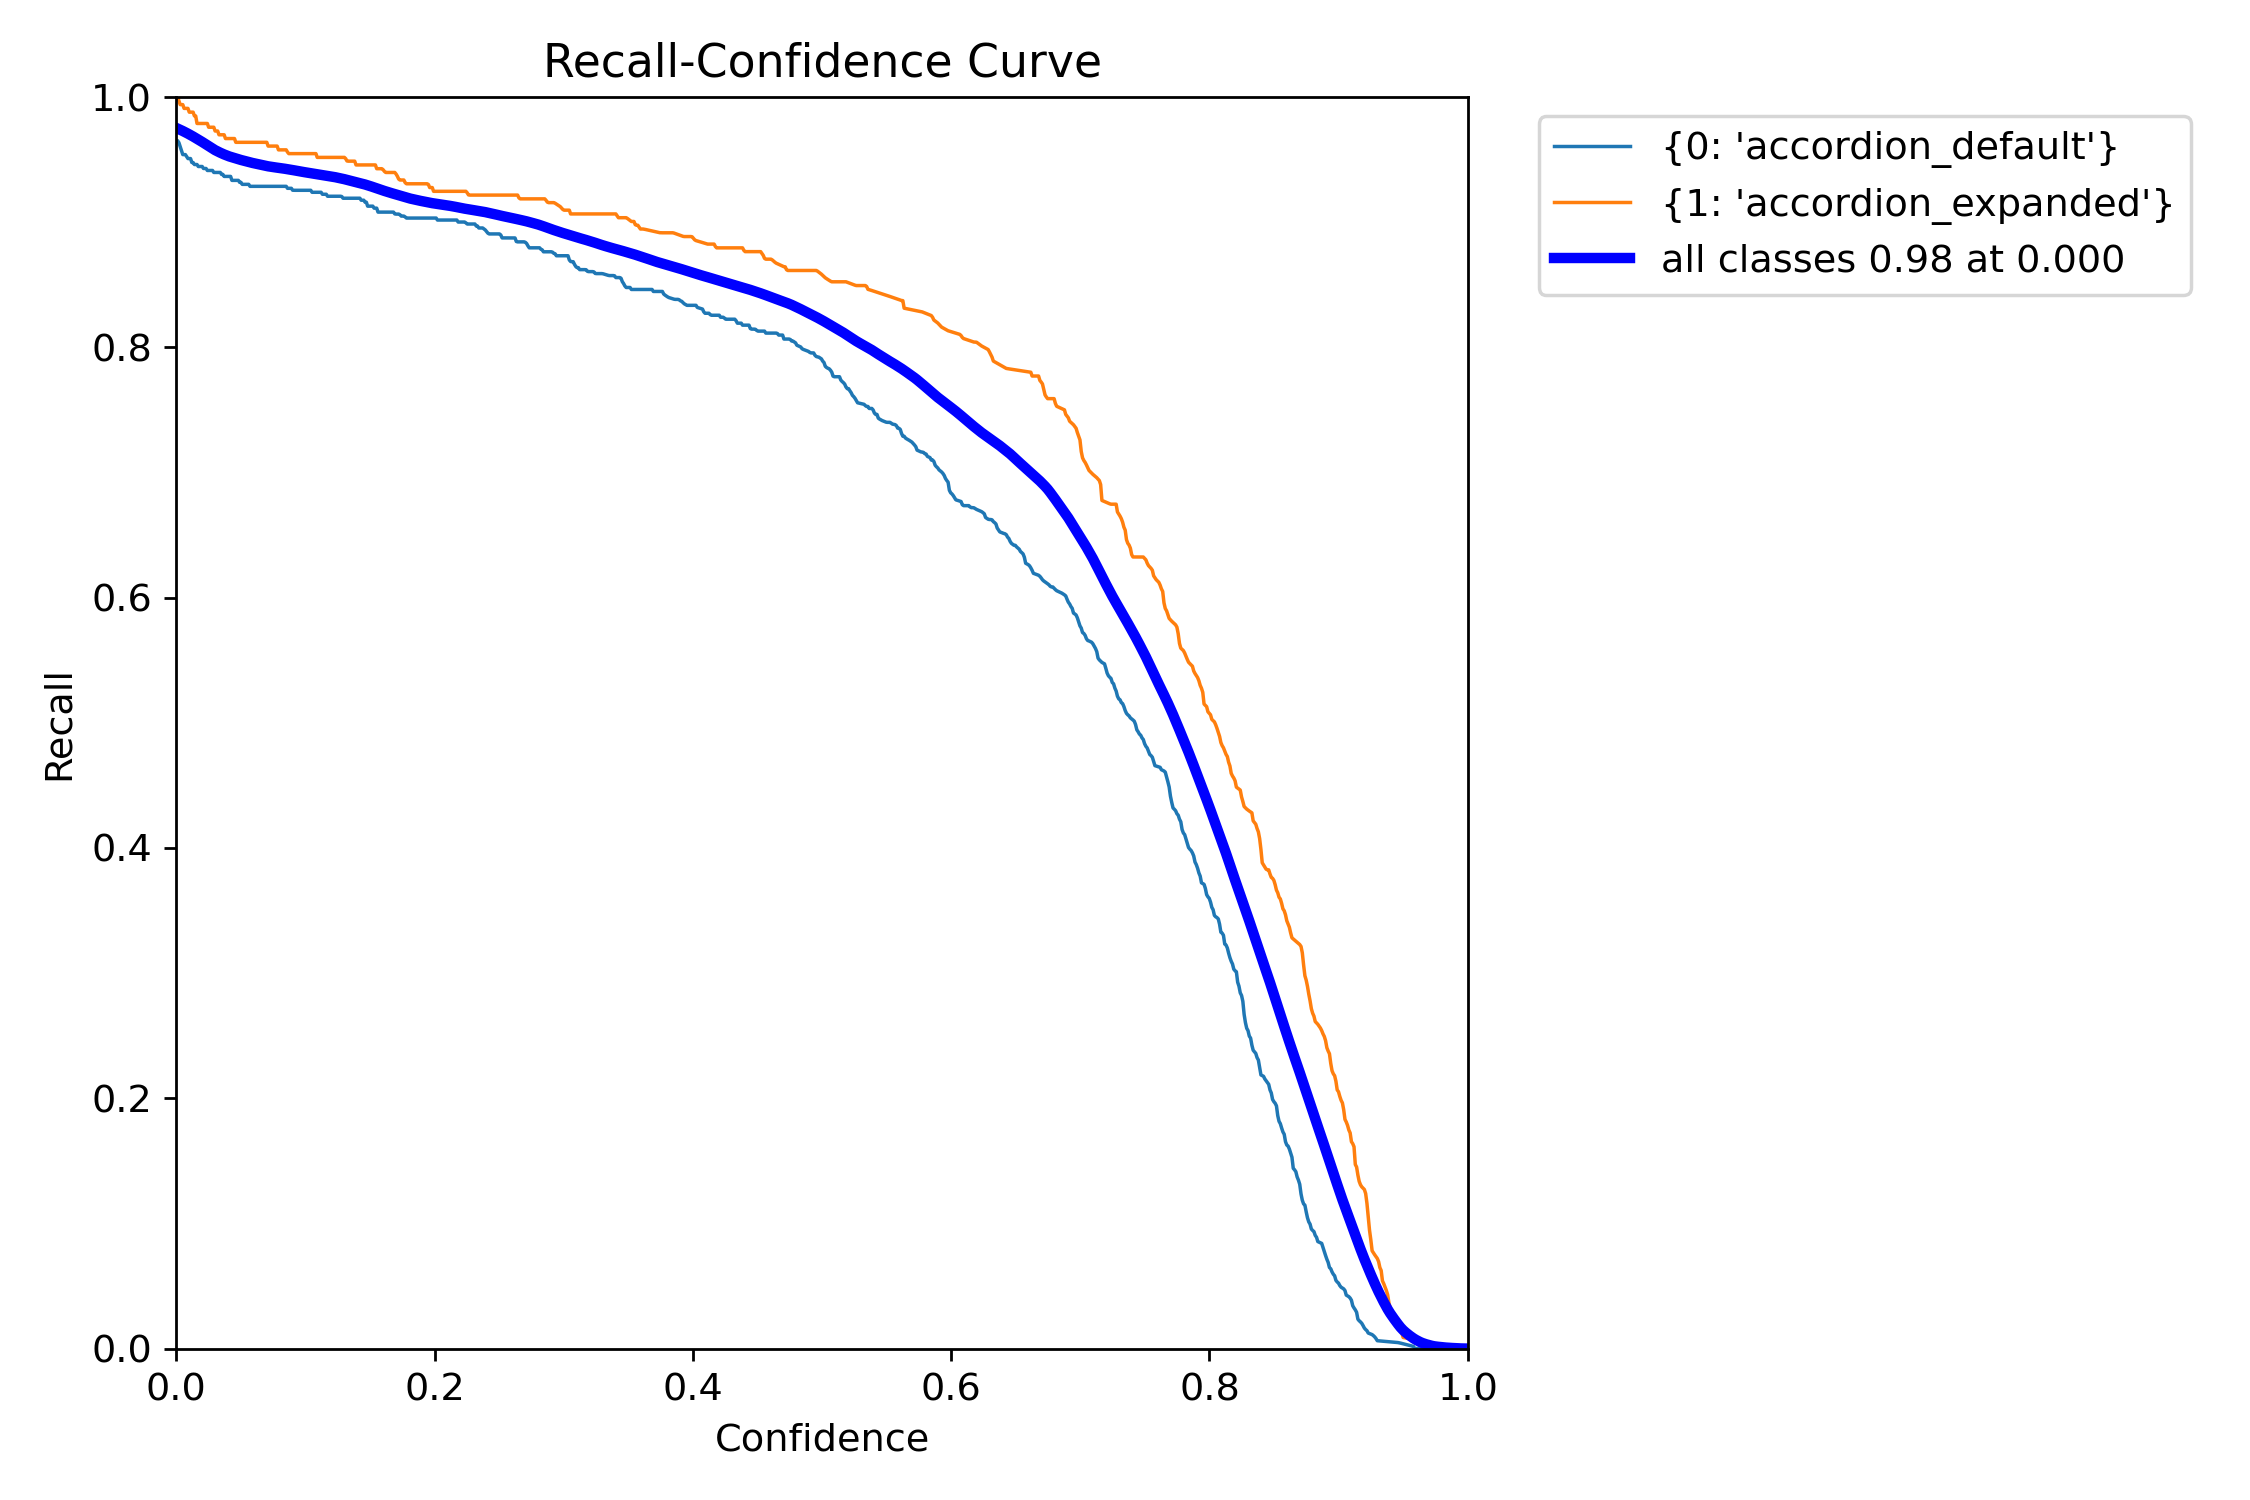 Recall-Confidence Curve
1.0
0.8
0.6
0.4
0.2
0.0
Recall
0.0 0.2 0.4 0.6 0.8 1.0
Confidence
{0: 'accordion_default'}
{1: 'accordion_expanded'}
all classes 0.98 at 0.000